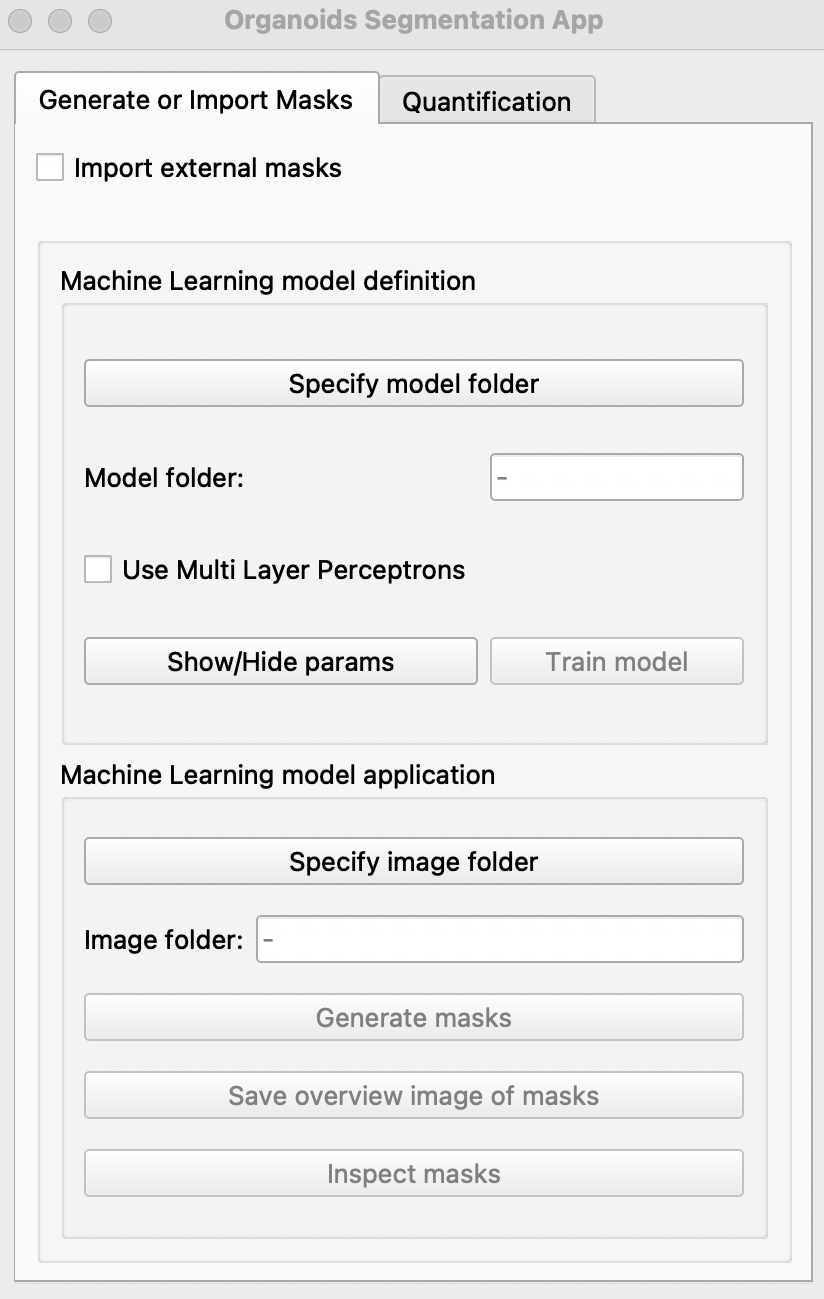 Organoids Segmentation App
Generate or Import Masks
Quantification
Import external masks
Machine Learning model definition
Specify model folder
Model folder:
-
Use Multi Layer Perceptrons
Show/Hide params
Train model
Machine Learning model application
Specify image folder
Image folder:
-
Generate masks
Save overview image of masks
Inspect masks